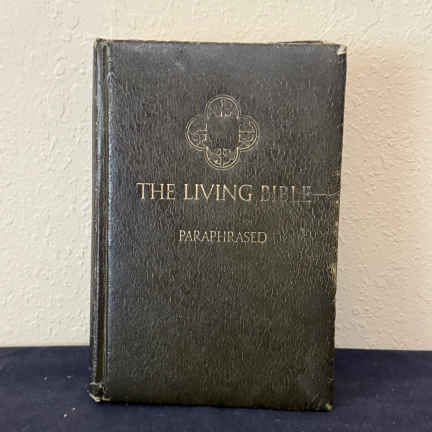 THE LIVING BIBLE
PARAPHRASED